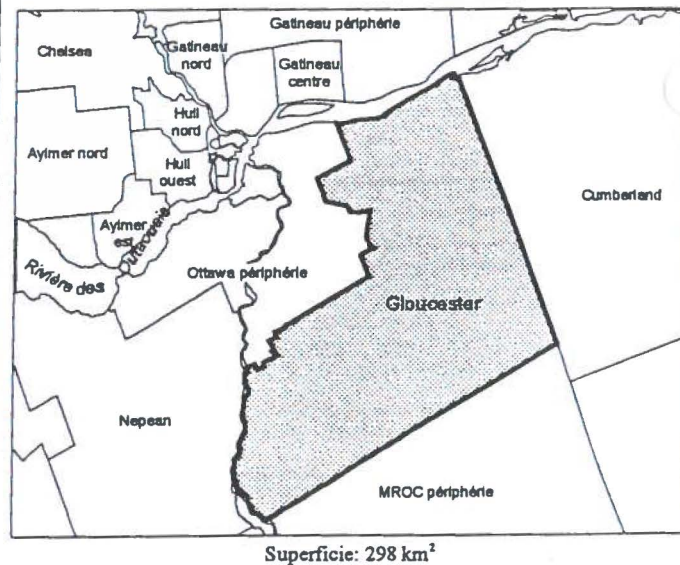 Gatineau périphérie
Chelsea
Gatineau
nord
Gatineau
centre
Hull
nord
Aylmer nord
Hull
ouest
Cumberland
Aylmer
est
Rivière des Outaouais
Ottawa périphérie
Gloucester
Nepean
MROC périphérie
Superficie: 298 km²